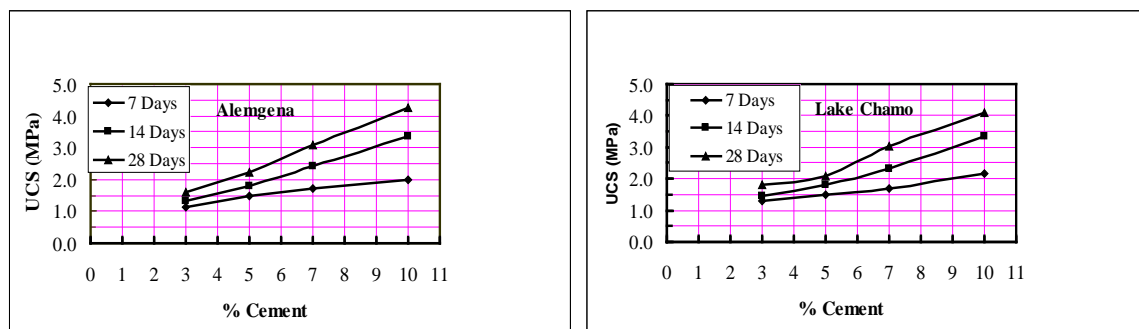 5.0
4.0
3.0
2.0
1.0
0.0
UCS (MPa)
7 Days
14 Days
28 Days
Alemgena
0 1 2 3 4 5 6 7 8 9 10 11
% Cement
5.0
4.0
3.0
2.0
1.0
0.0
UCS (MPa)
7 Days
14 Days
28 Days
Lake Chamo
0 1 2 3 4 5 6 7 8 9 10 11
% Cement